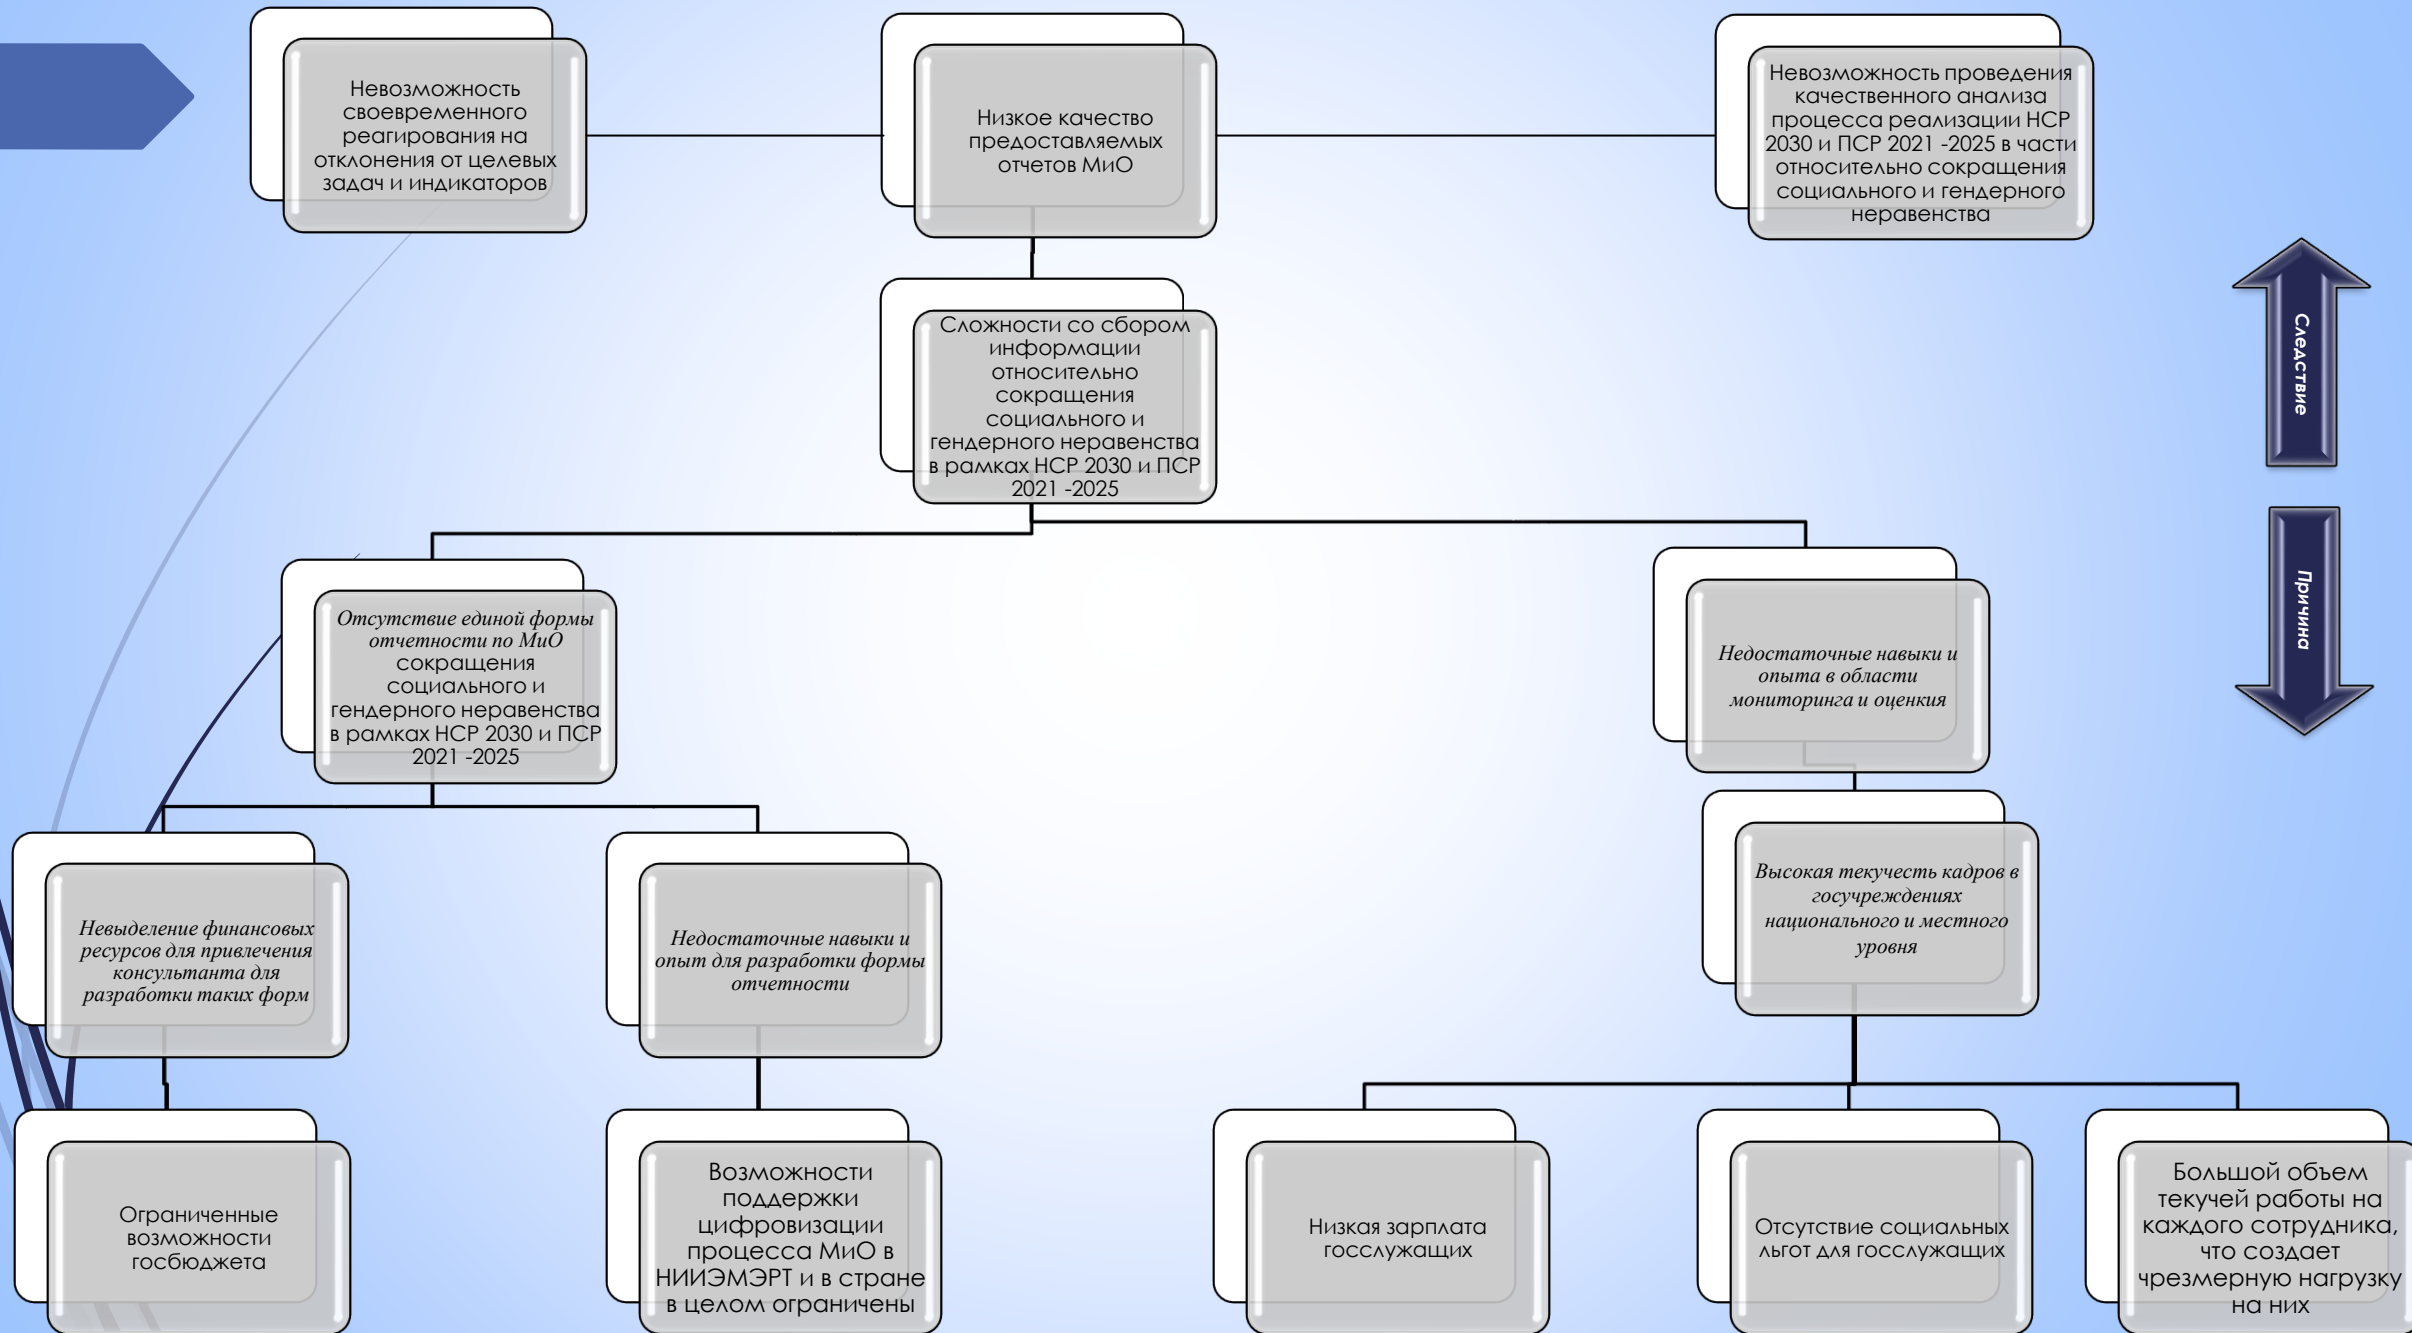 Невозможность
своевременного
реагирования на
отклонения от целевых
задач и индикаторов
Низкое качество
предоставляемых
отчетов МиО
Невозможность проведения
качественного анализа
процесса реализации НСР
2030 и ПСР 2021 -2025 в части
относительно сокращения
социального и гендерного
неравенства
Следствие
Сложности со сбором
информации
относительно
сокращения
социального и
гендерного неравенства
в рамках НСР 2030 и ПСР
2021 -2025
Причина
Отсутствие единой формы
отчетности по МиО
сокращения
социального и
гендерного неравенства
в рамках НСР 2030 и ПСР
2021 -2025
Недостаточные навыки и
опыта в области
мониторинга и оценкия
Невыделение финансовых
ресурсов для привлечения
консультанта для
разработки таких форм
Недостаточные навыки и
опыт для разработки формы
отчетности
Высокая текучесть кадров в
госучреждениях
национального и местного
уровня
Ограниченные
возможности
госбюджета
Возможности
поддержки
цифровизации
процесса МиО в
НИИЭМЭРТ и в стране
в целом ограничены
Низкая зарплата
госслужащих
Отсутствие социальных
льгот для госслужащих
Большой объем
текучей работы на
каждого сотрудника,
что создает
чрезмерную нагрузку
на них